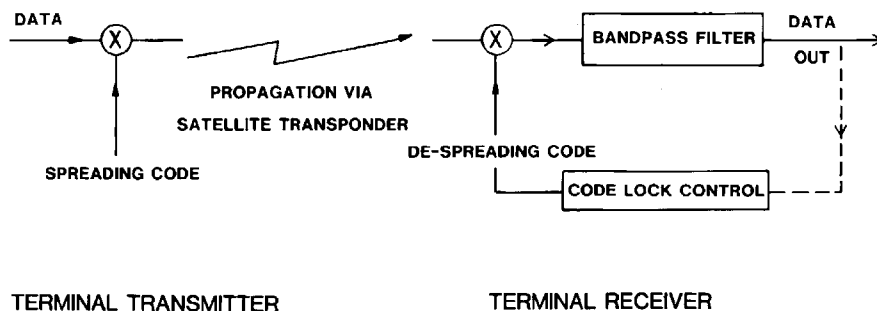 DATA
X
PROPAGATION VIA
SATELLITE TRANSPONDER
SPREADING CODE
X
BANDPASS FILTER
DATA
OUT
DE-SPREADING CODE
CODE LOCK CONTROL
TERMINAL TRANSMITTER
TERMINAL RECEIVER